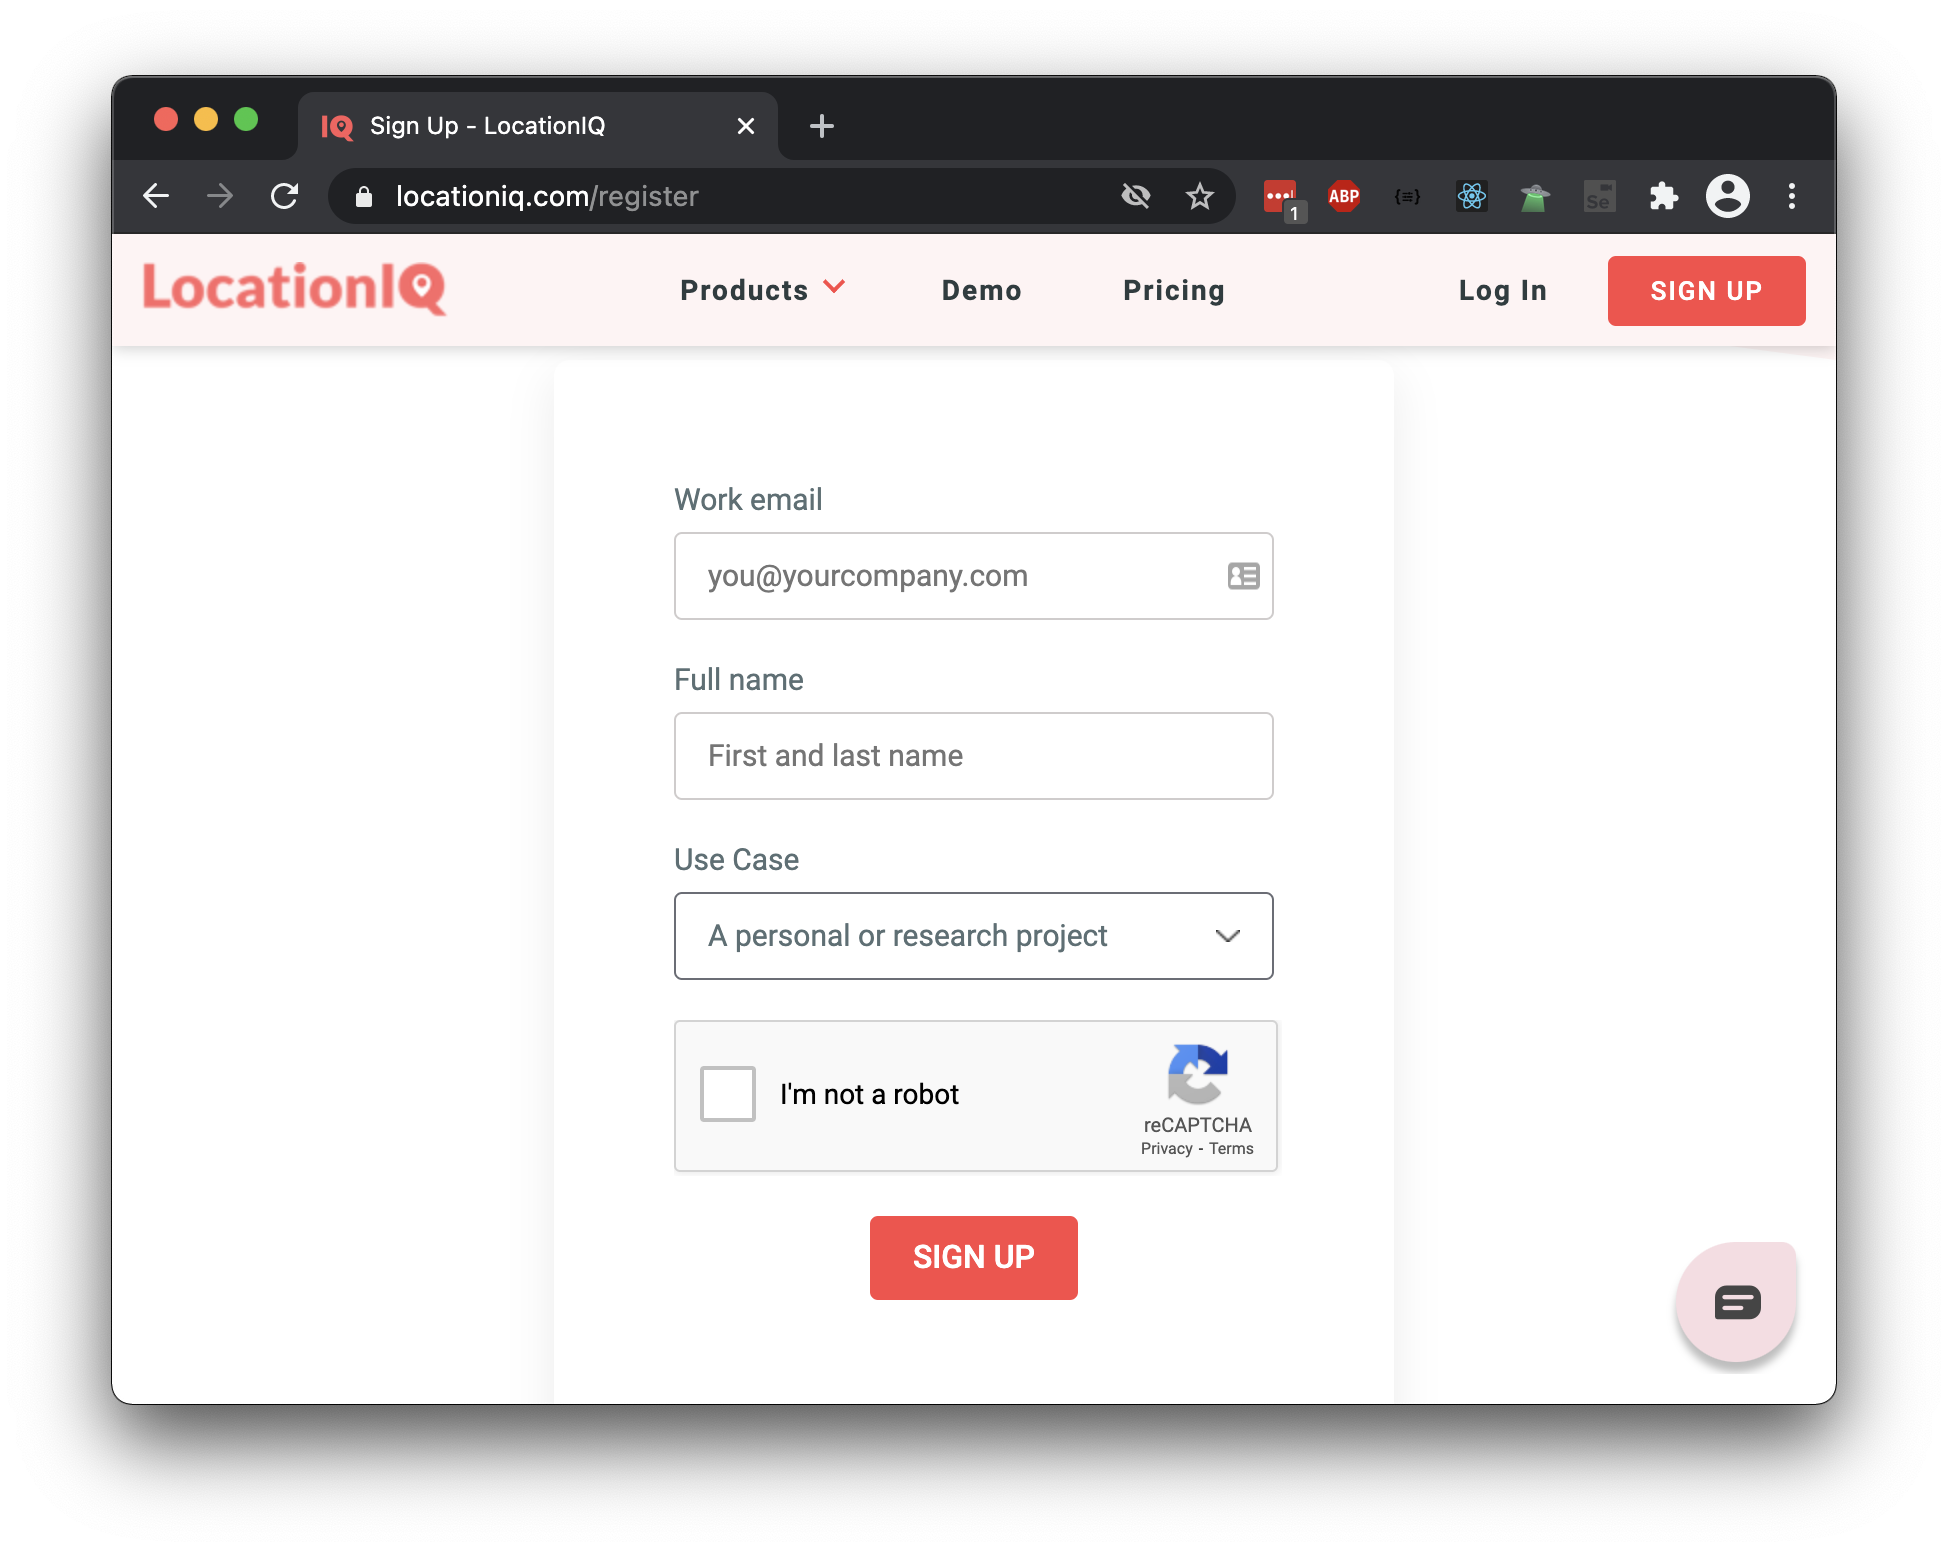 Sign Up - LocationIQ
locationiq.com/register
1
ABP
Se
LocationIQ
Products
Demo
Pricing
Log In
SIGN UP
Work email
you@yourcompany.com
Full name
First and last name
Use Case
A personal or research project
I'm not a robot
reCAPTCHA
Privacy - Terms
SIGN UP